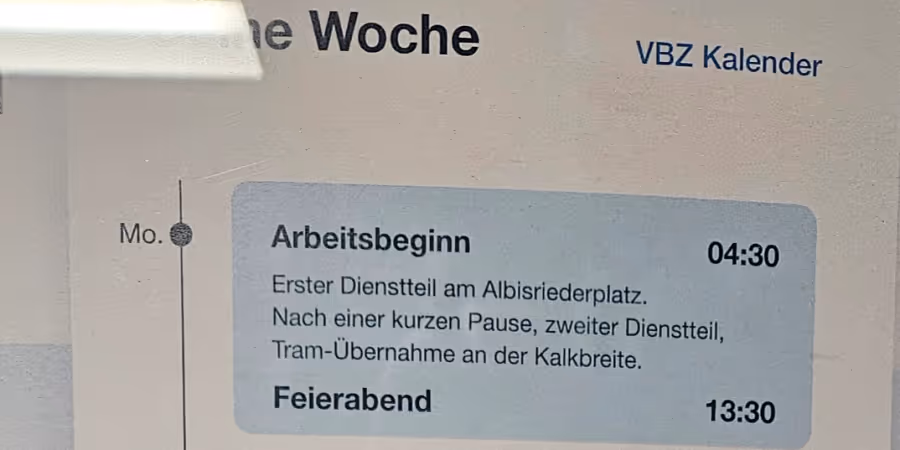 ne Woche
VBZ Kalender
Mo.
Arbeitsbeginn 04:30
Erster Dienstteil am Albisriederplatz.
Nach einer kurzen Pause, zweiter Dienstteil,
Tram-Übernahme an der Kalkbreite.
Feierabend 13:30